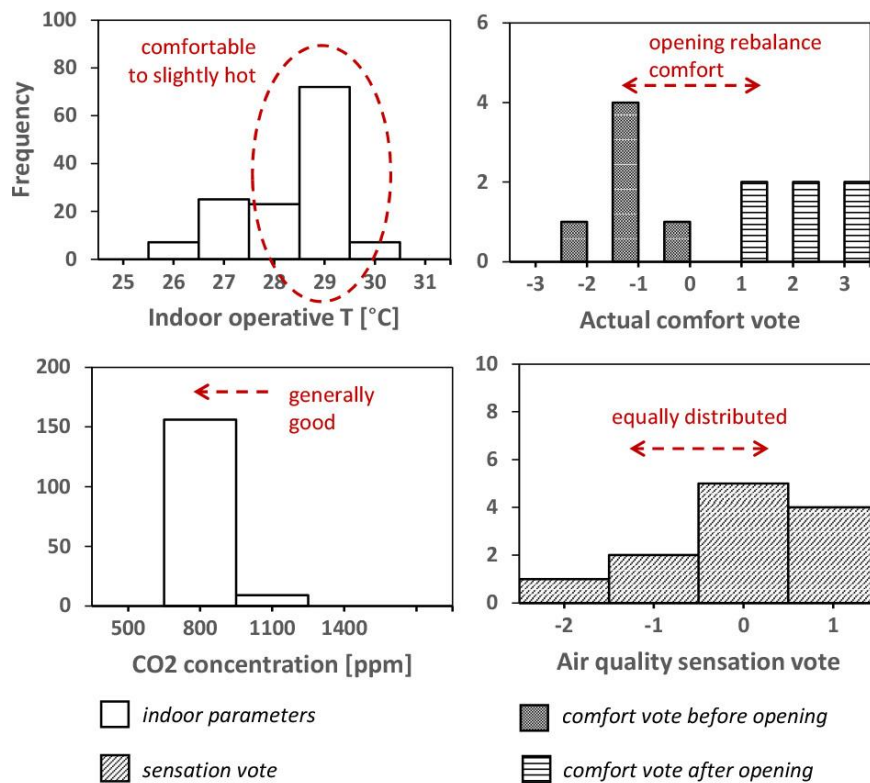 100
80
60
40
20
0
Frequency
comfortable
to slightly hot
25 26 27 28 29 30 31
Indoor operative T [°C]
6
4
2
0
opening rebalance
comfort
-3 -2 -1 0 1 2 3
Actual comfort vote
200
150
100
50
0
generally
good
500 800 1100 1400
CO2 concentration [ppm]
10
8
6
4
2
0
equally distributed
-2 -1 0 1
Air quality sensation vote
indoor parameters
sensation vote
comfort vote before opening
comfort vote after opening